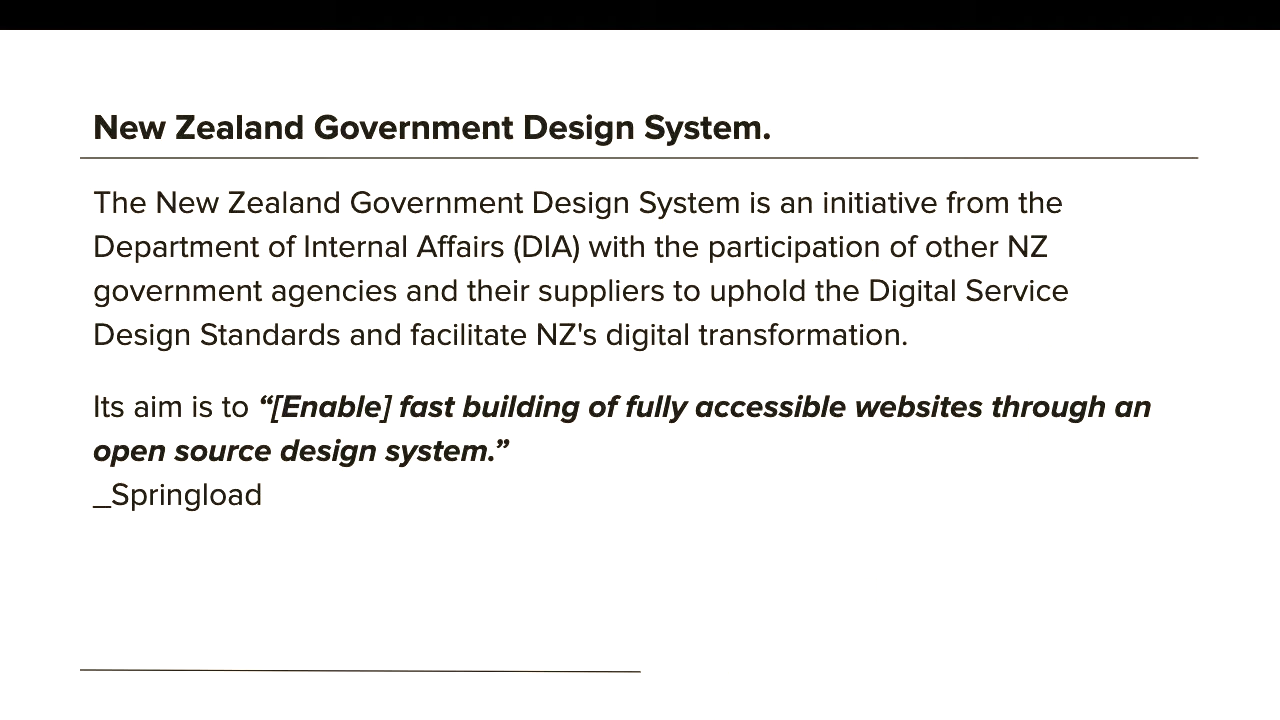 New Zealand Government Design System.
The New Zealand Government Design System is an initiative from the
Department of Internal Affairs (DIA) with the participation of other NZ
government agencies and their suppliers to uphold the Digital Service
Design Standards and facilitate NZ's digital transformation.
Its aim is to “[Enable] fast building of fully accessible websites through an
open source design system.”
_Springload